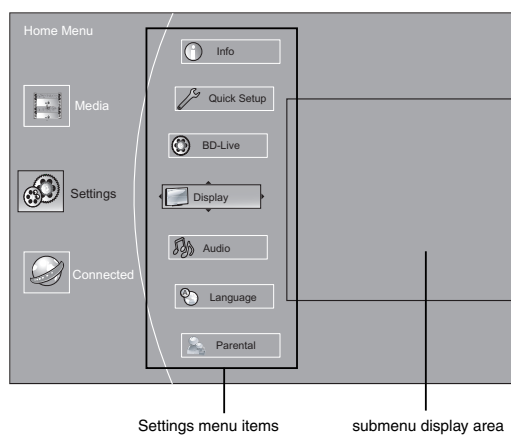 Home Menu
Media
Settings
Connected
Info
Quick Setup
BD-Live
Display
Audio
Language
Parental
Settings menu items
submenu display area